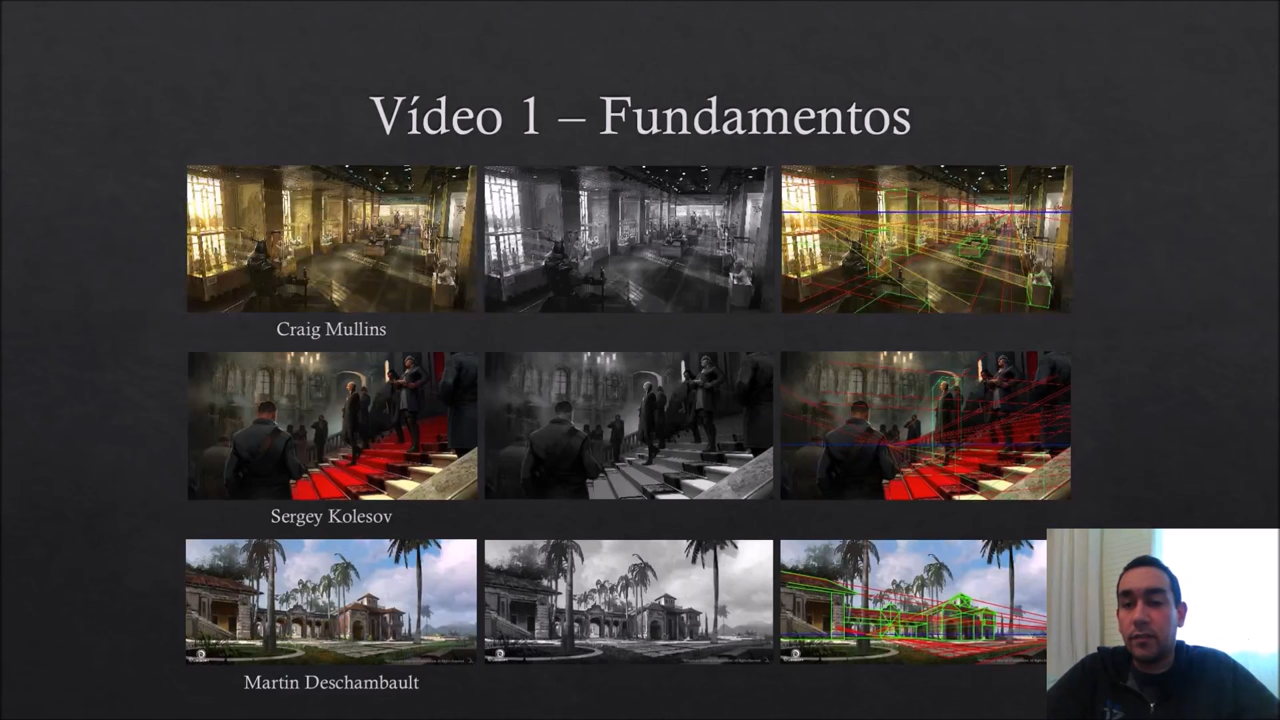 Vídeo 1 – Fundamentos
Craig Mullins
Sergey Kolesov
Martin Deschambault